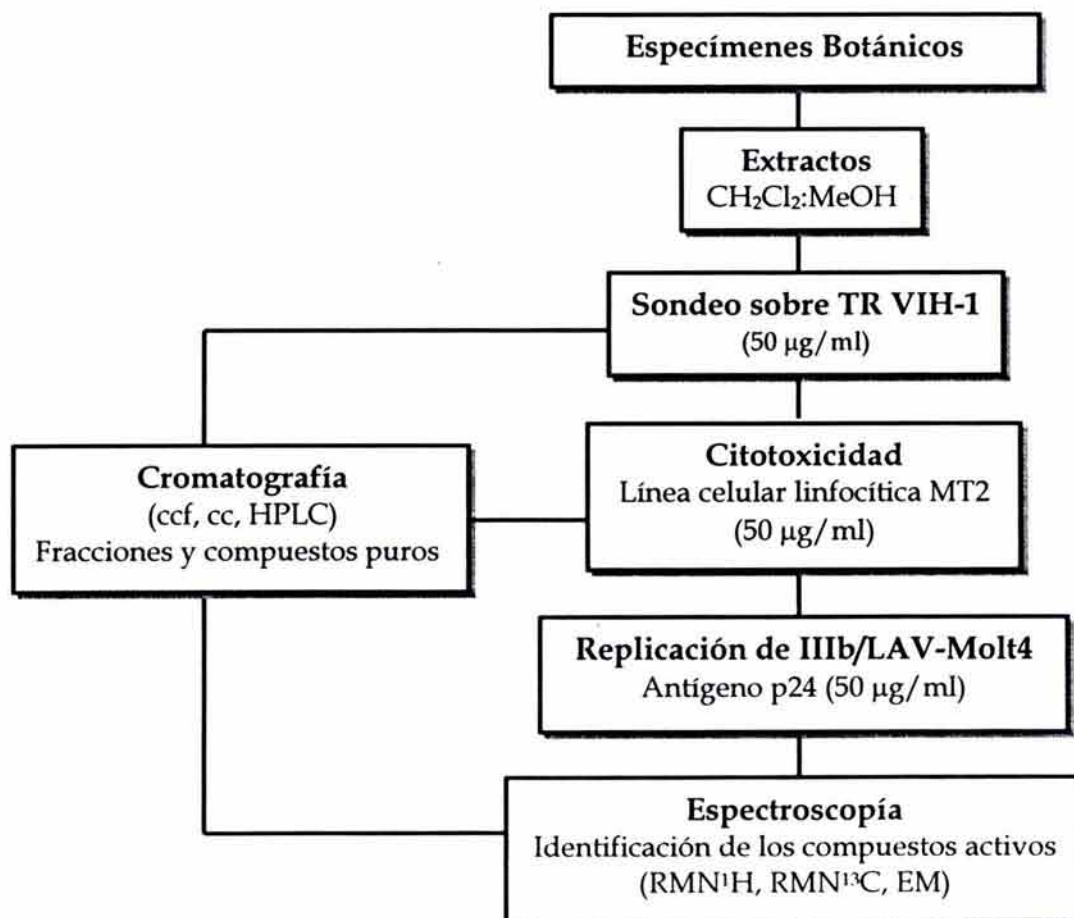 Especímenes Botánicos
Extractos
CH₂Cl₂:MeOH
Sondeo sobre TR VIH-1
(50 µg/ml)
Citotoxicidad
Línea celular linfocítica MT2
(50 µg/ml)
Cromatografía
(ccf, cc, HPLC)
Fracciones y compuestos puros
Replicación de IIIb/LAV-Molt4
Antígeno p24 (50 µg/ml)
Espectroscopía
Identificación de los compuestos activos
(RMN¹H, RMN¹³C, EM)